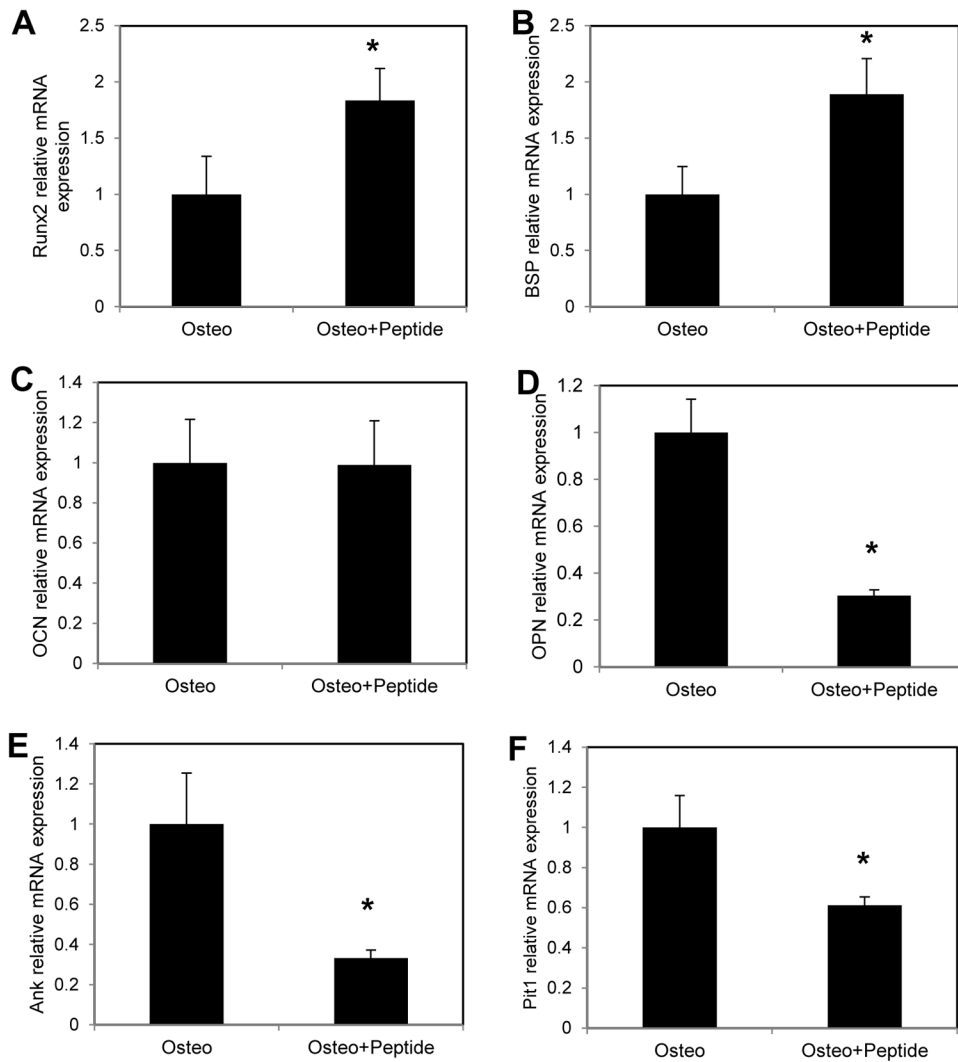 A
Runx2 relative mRNA
expression
2.5
2
1.5
1
0.5
0
*
Osteo
Osteo+Peptide
B
BSP relative mRNA expression
2.5
2
1.5
1
0.5
0
*
Osteo
Osteo+Peptide
C
OCN relative mRNA expression
1.4
1.2
1
0.8
0.6
0.4
0.2
0
Osteo
Osteo+Peptide
D
OPN relative mRNA expression
1.2
1
0.8
0.6
0.4
0.2
0
*
Osteo
Osteo+Peptide
E
Ank relative mRNA expression
1.4
1.2
1
0.8
0.6
0.4
0.2
0
*
Osteo
Osteo+Peptide
F
Pit1 relative mRNA expression
1.4
1.2
1
0.8
0.6
0.4
0.2
0
*
Osteo
Osteo+Peptide